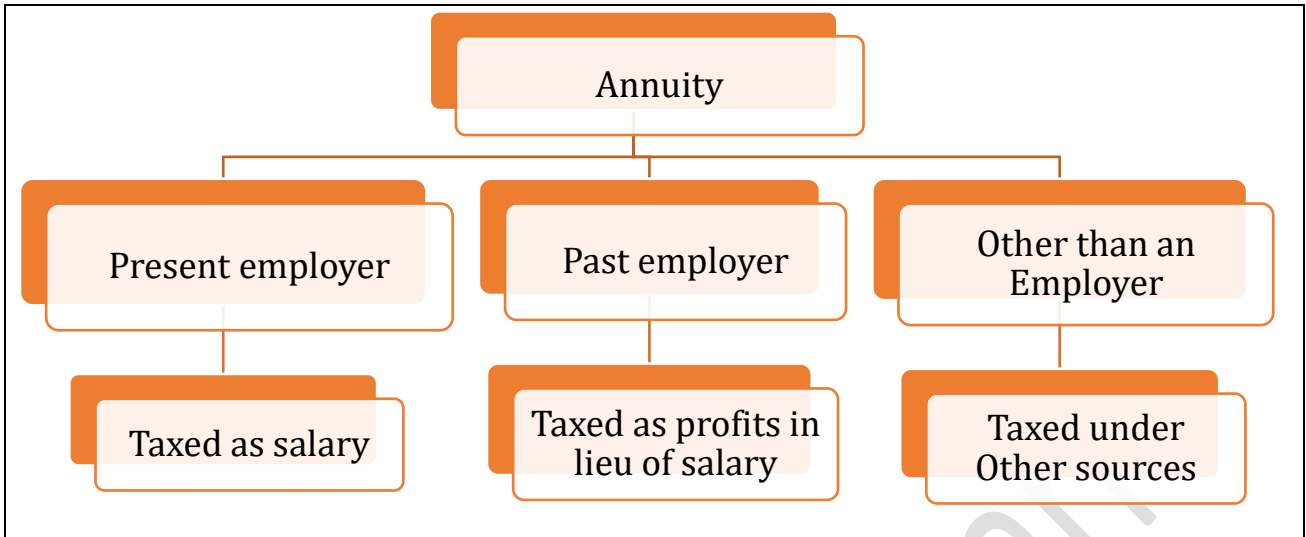 Annuity
Present employer
Past employer
Other than an
Employer
Taxed as salary
Taxed as profits in
lieu of salary
Taxed under
Other sources